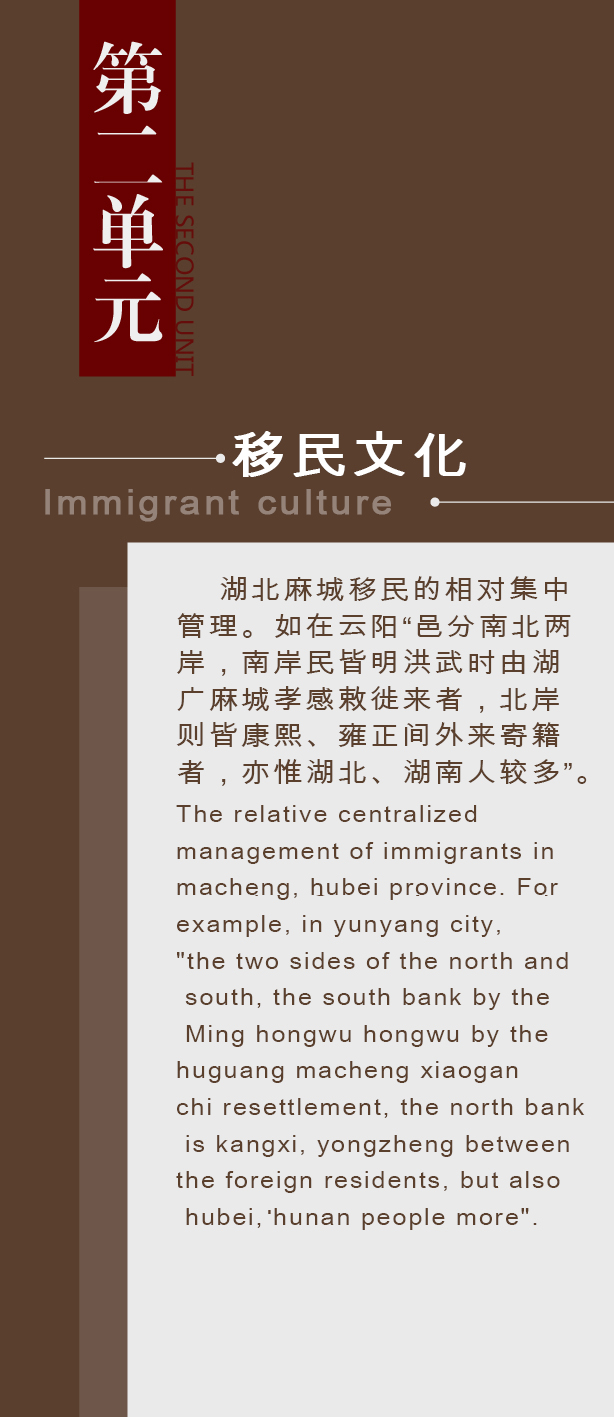 第二单元
THE SECOND UNIT
移民文化
Immigrant culture
湖北麻城移民的相对集中
管理。如在云阳“邑分南北两
岸，南岸民皆明洪武时由湖
广麻城孝感敕徙来者，北岸
则皆康熙、雍正间外来寄籍
者，亦惟湖北、湖南人较多”。
The relative centralized
management of immigrants in
macheng, hubei province. For
example, in yunyang city,
"the two sides of the north and
south, the south bank by the
Ming hongwu hongwu by the
huguang macheng xiaogan
chi resettlement, the north bank
is kangxi, yongzheng between
the foreign residents, but also
hubei,'hunan people more".